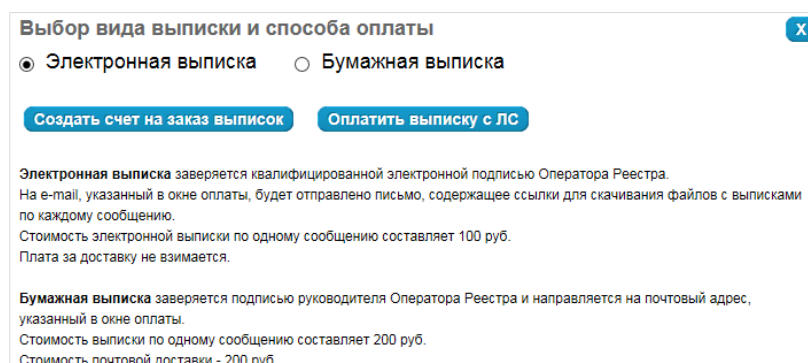 Выбор вида выписки и способа оплаты
X
Электронная выписка Бумажная выписка
Создать счет на заказ выписок Оплатить выписку с ЛС
Электронная выписка заверяется квалифицированной электронной подписью Оператора Реестра.
На e-mail, указанный в окне оплаты, будет отправлено письмо, содержащее ссылки для скачивания файлов с выписками
по каждому сообщению.
Стоимость электронной выписки по одному сообщению составляет 100 руб.
Плата за доставку не взимается.
Бумажная выписка заверяется подписью руководителя Оператора Реестра и направляется на почтовый адрес,
указанный в окне оплаты.
Стоимость выписки по одному сообщению составляет 200 руб.
Стоимость почтовой доставки - 200 руб.